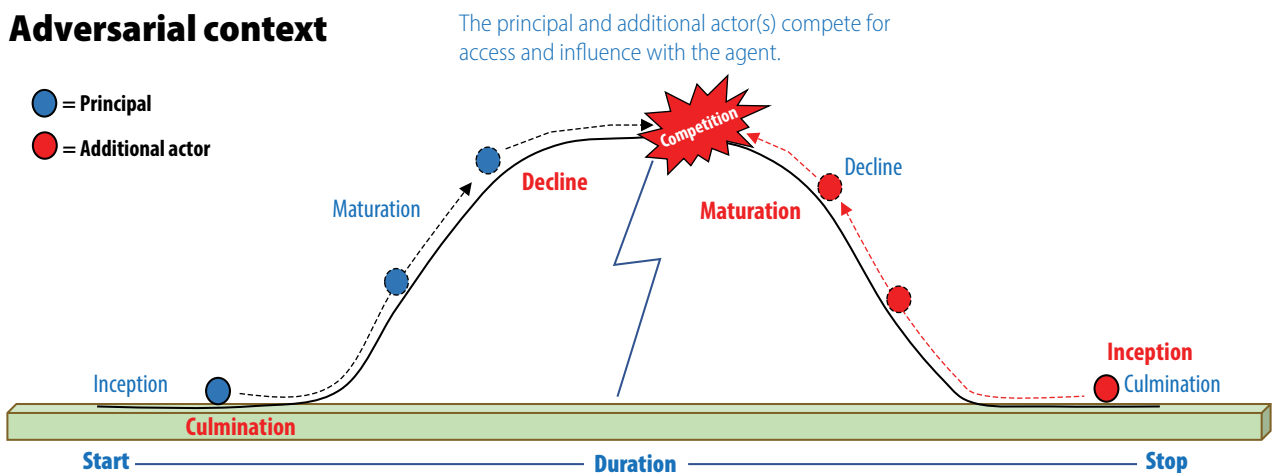 Adversarial context
The principal and additional actor(s) compete for
access and influence with the agent.
= Principal
= Additional actor
Competition
Decline
Decline
Maturation
Maturation
Inception
Inception
Culmination
Culmination
Start
Duration
Stop